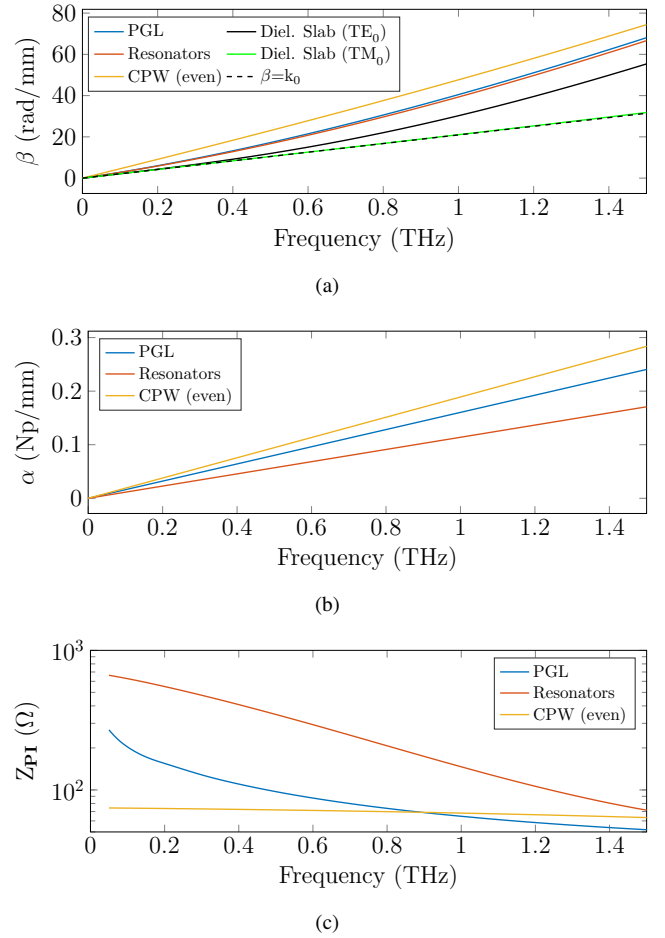 80
60
40
20
0
β (rad/mm)
PGL
Resonators
CPW (even)
Diel. Slab (TE₀)
Diel. Slab (TM₀)
β=k₀
0 0.2 0.4 0.6 0.8 1 1.2 1.4
Frequency (THz)
(a)
0.3
0.2
0.1
0
α (Np/mm)
PGL
Resonators
CPW (even)
0 0.2 0.4 0.6 0.8 1 1.2 1.4
Frequency (THz)
(b)
10³
10²
Z_PI (Ω)
PGL
Resonators
CPW (even)
0 0.2 0.4 0.6 0.8 1 1.2 1.4
Frequency (THz)
(c)